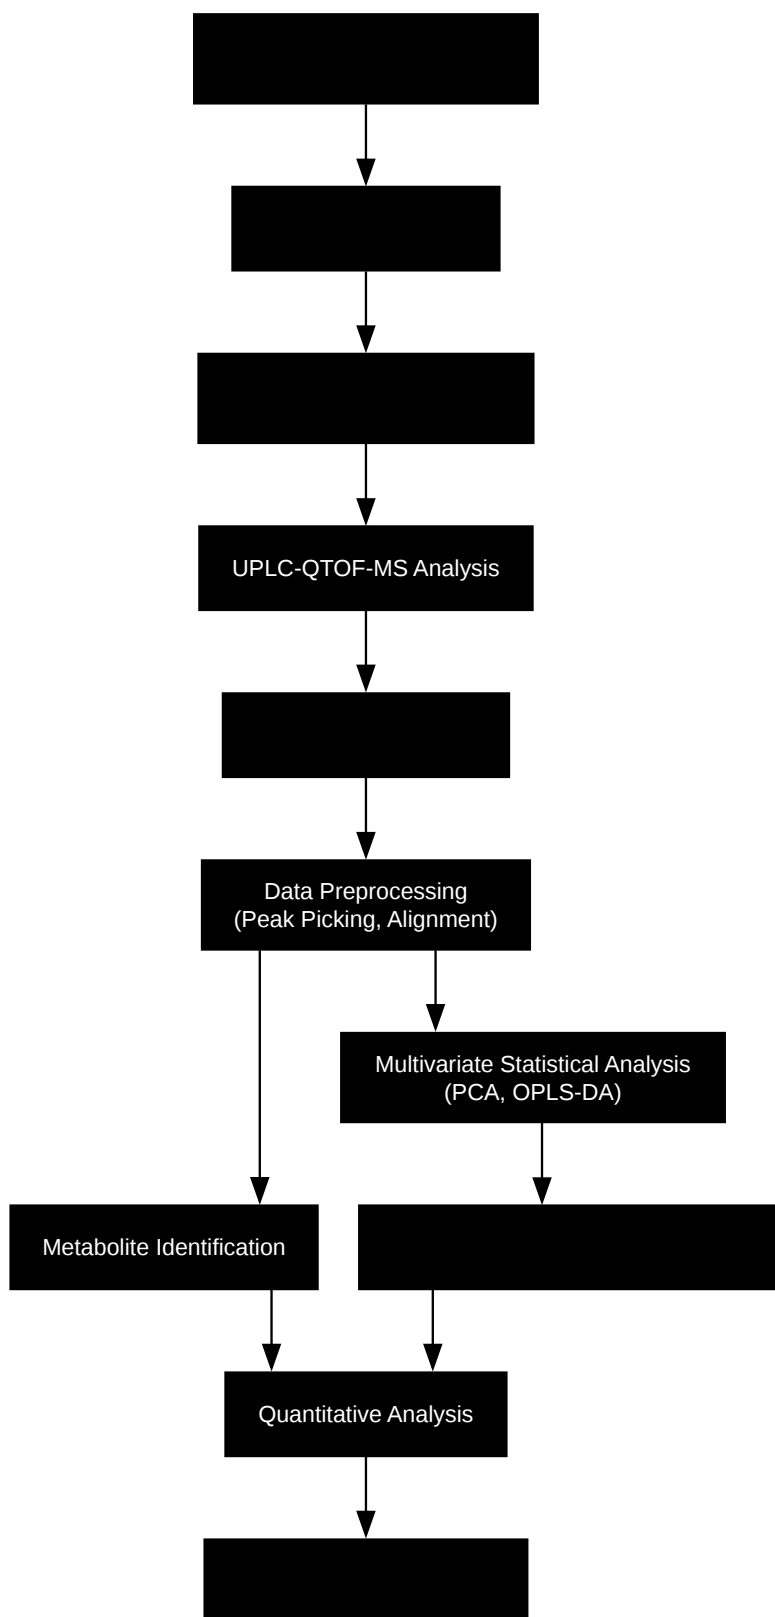 UPLC-QTOF-MS Analysis
Data Preprocessing
(Peak Picking, Alignment)
Multivariate Statistical Analysis
(PCA, OPLS-DA)
Metabolite Identification
Quantitative Analysis